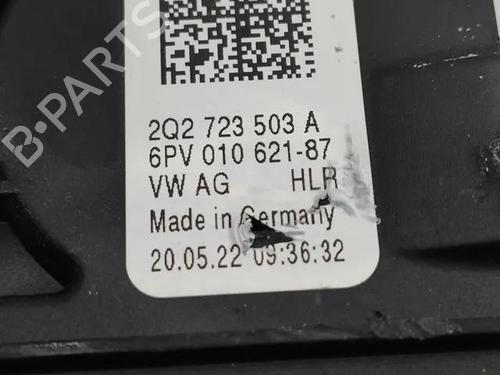 2Q2 723 503 A
6PV 010 621-87
VW AG HLR
Made in Germany
20.05.22 09:36:32
B-PARTS